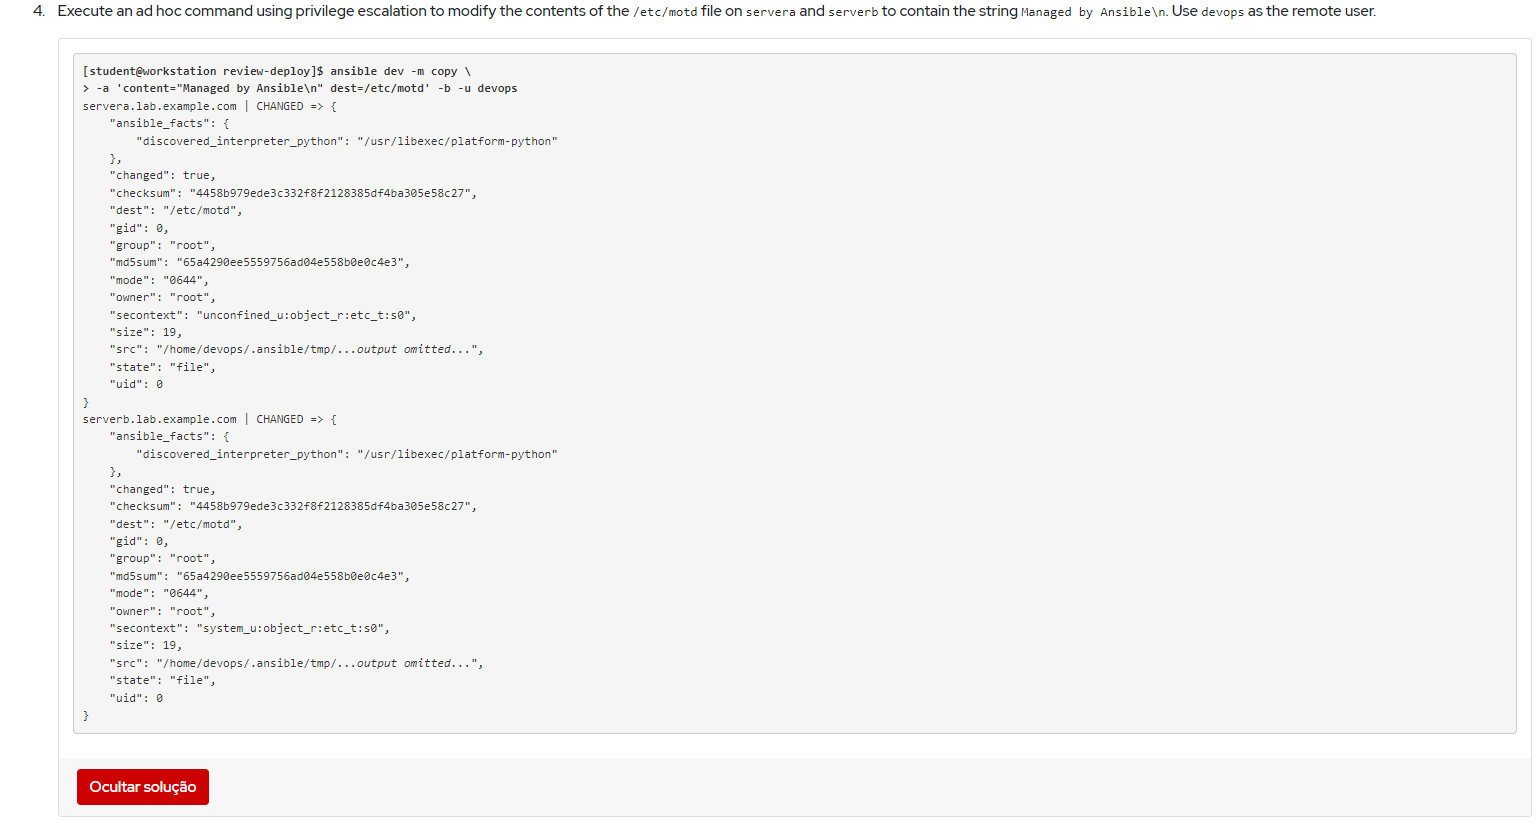 4. Execute an ad hoc command using privilege escalation to modify the contents of the /etc/motd file on servera and serverb to contain the string Managed by Ansible\n. Use devops as the remote user.
[student@workstation review-deploy]$ ansible dev -m copy \
> -a 'content="Managed by Ansible\n" dest=/etc/motd' -b -u devops
servera.lab.example.com | CHANGED => {
    "ansible_facts": {
        "discovered_interpreter_python": "/usr/libexec/platform-python"
    },
    "changed": true,
    "checksum": "4458b979ede3c332f8f2128385df4ba305e58c27",
    "dest": "/etc/motd",
    "gid": 0,
    "group": "root",
    "md5sum": "65a4290ee5559756ad04e558b0e0c4e3",
    "mode": "0644",
    "owner": "root",
    "secontext": "unconfined_u:object_r:etc_t:s0",
    "size": 19,
    "src": "/home/devops/.ansible/tmp/...output omitted...",
    "state": "file",
    "uid": 0
}
serverb.lab.example.com | CHANGED => {
    "ansible_facts": {
        "discovered_interpreter_python": "/usr/libexec/platform-python"
    },
    "changed": true,
    "checksum": "4458b979ede3c332f8f2128385df4ba305e58c27",
    "dest": "/etc/motd",
    "gid": 0,
    "group": "root",
    "md5sum": "65a4290ee5559756ad04e558b0e0c4e3",
    "mode": "0644",
    "owner": "root",
    "secontext": "system_u:object_r:etc_t:s0",
    "size": 19,
    "src": "/home/devops/.ansible/tmp/...output omitted...",
    "state": "file",
    "uid": 0
}
Ocultar solução